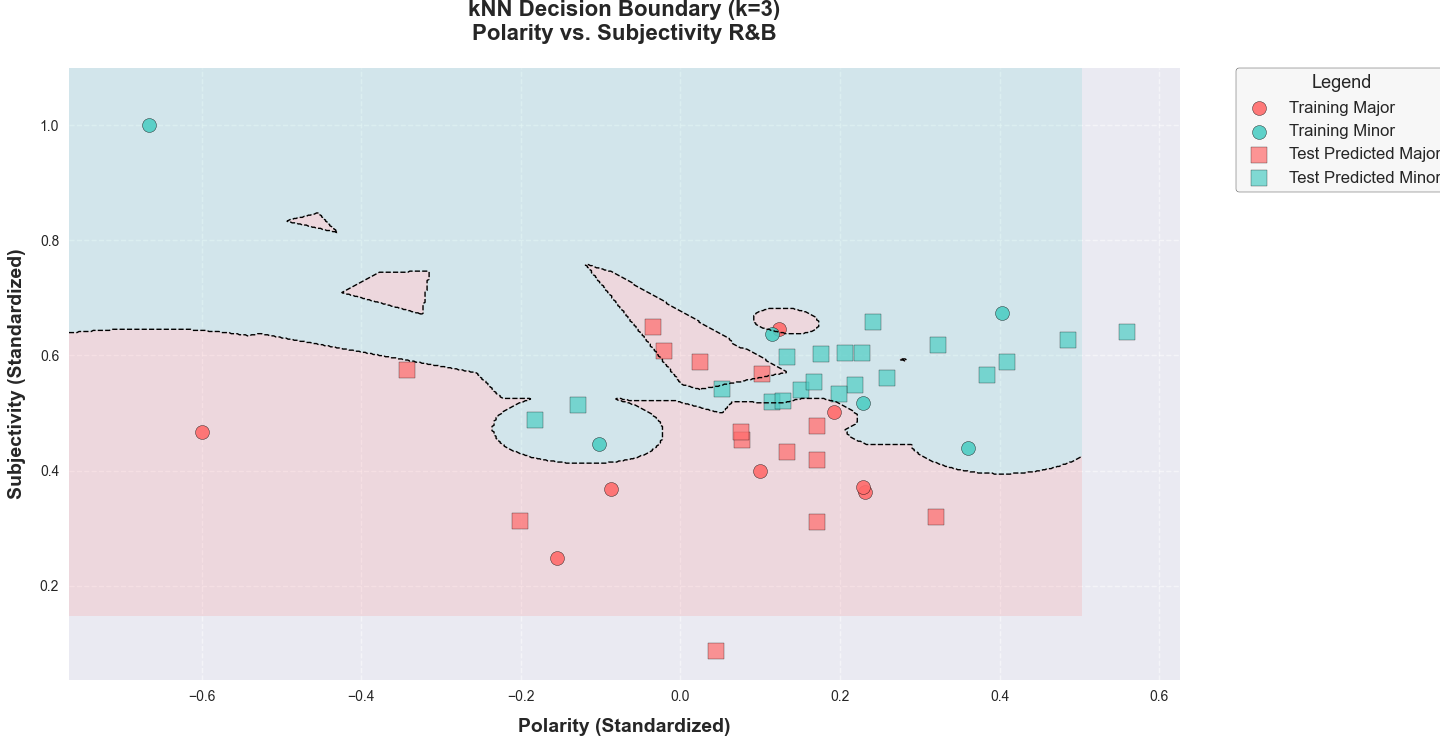 kNN Decision Boundary (k=3)
Polarity vs. Subjectivity R&B
Legend
Training Major
Training Minor
Test Predicted Major
Test Predicted Minor
1.0
0.8
0.6
0.4
0.2
Subjectivity (Standardized)
−0.6 −0.4 −0.2 0.0 0.2 0.4 0.6
Polarity (Standardized)